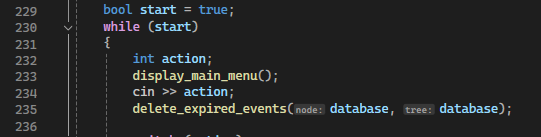 229 bool start = true;
230 while (start)
231 {
232 int action;
233 display_main_menu();
234 cin >> action;
235 delete_expired_events(node: database, tree: database);
236